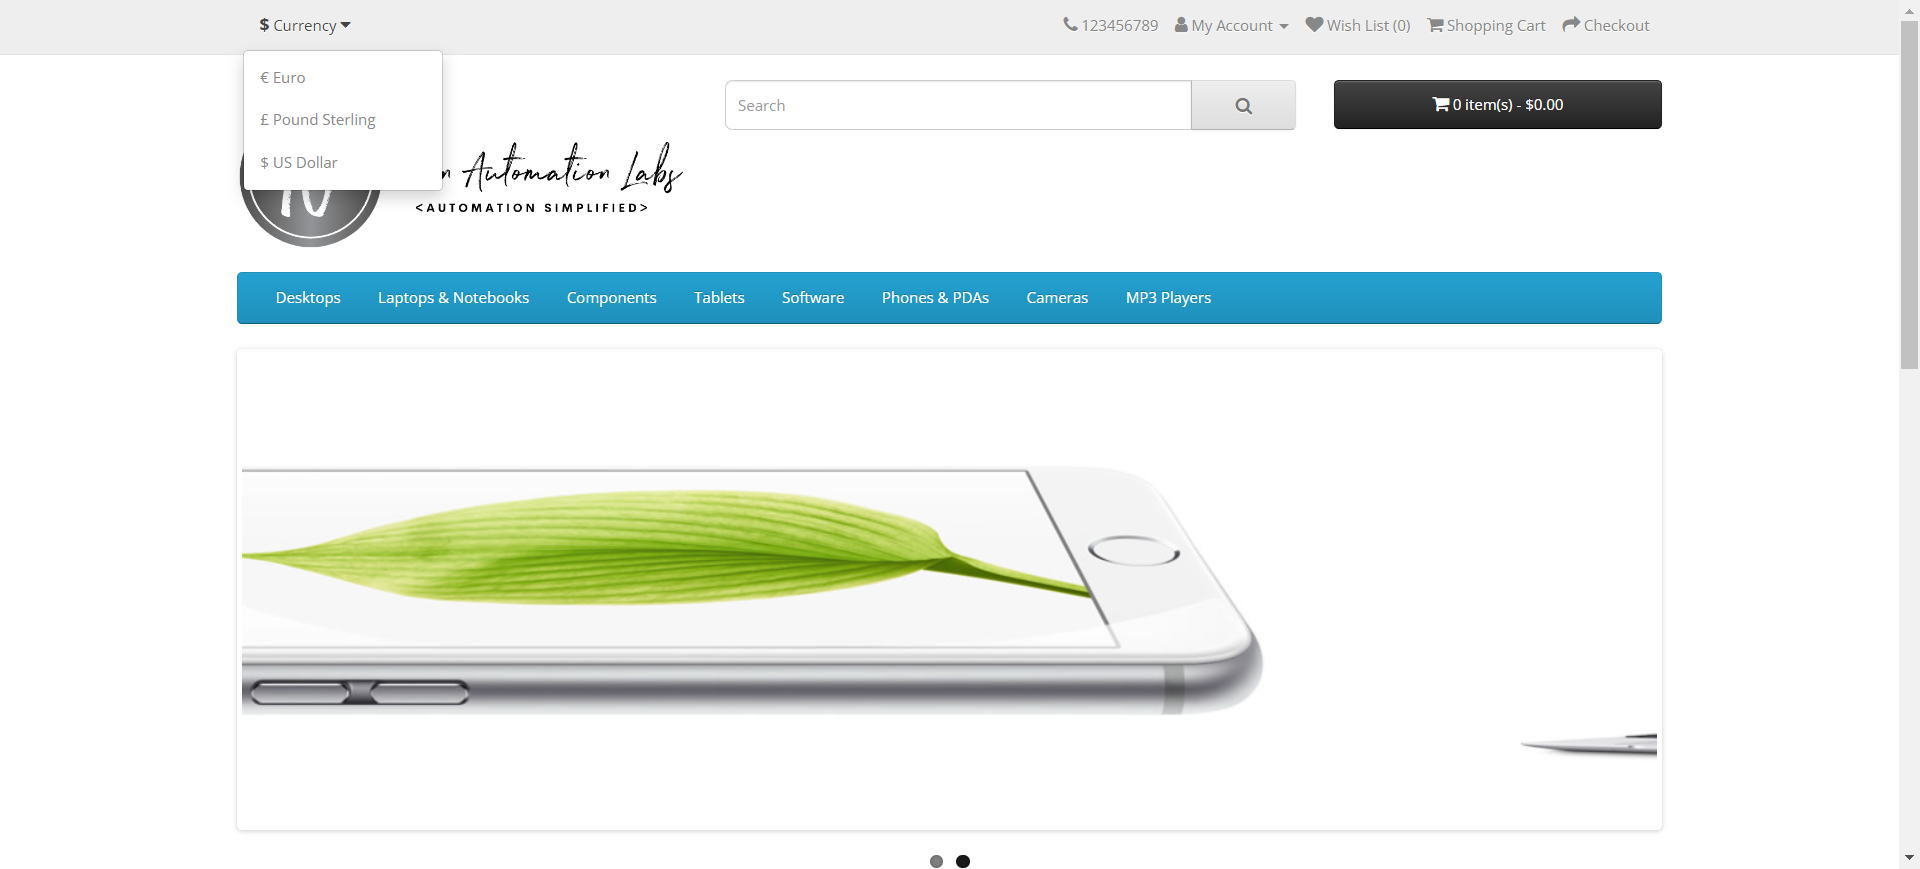 $ Currency
123456789
My Account
Wish List (0)
Shopping Cart
Checkout
€ Euro
£ Pound Sterling
$ US Dollar
Search
0 item(s) - $0.00
Automation Labs
<AUTOMATION SIMPLIFIED>
Desktops
Laptops & Notebooks
Components
Tablets
Software
Phones & PDAs
Cameras
MP3 Players